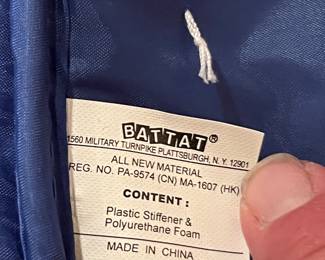 BATTAT®
1560 MILITARY TURNPIKE PLATTSBURGH, N.Y. 12901
ALL NEW MATERIAL
REG. NO. PA-9574 (CN) MA-1607 (HK)
CONTENT :
Plastic Stiffener &
Polyurethane Foam
MADE IN CHINA